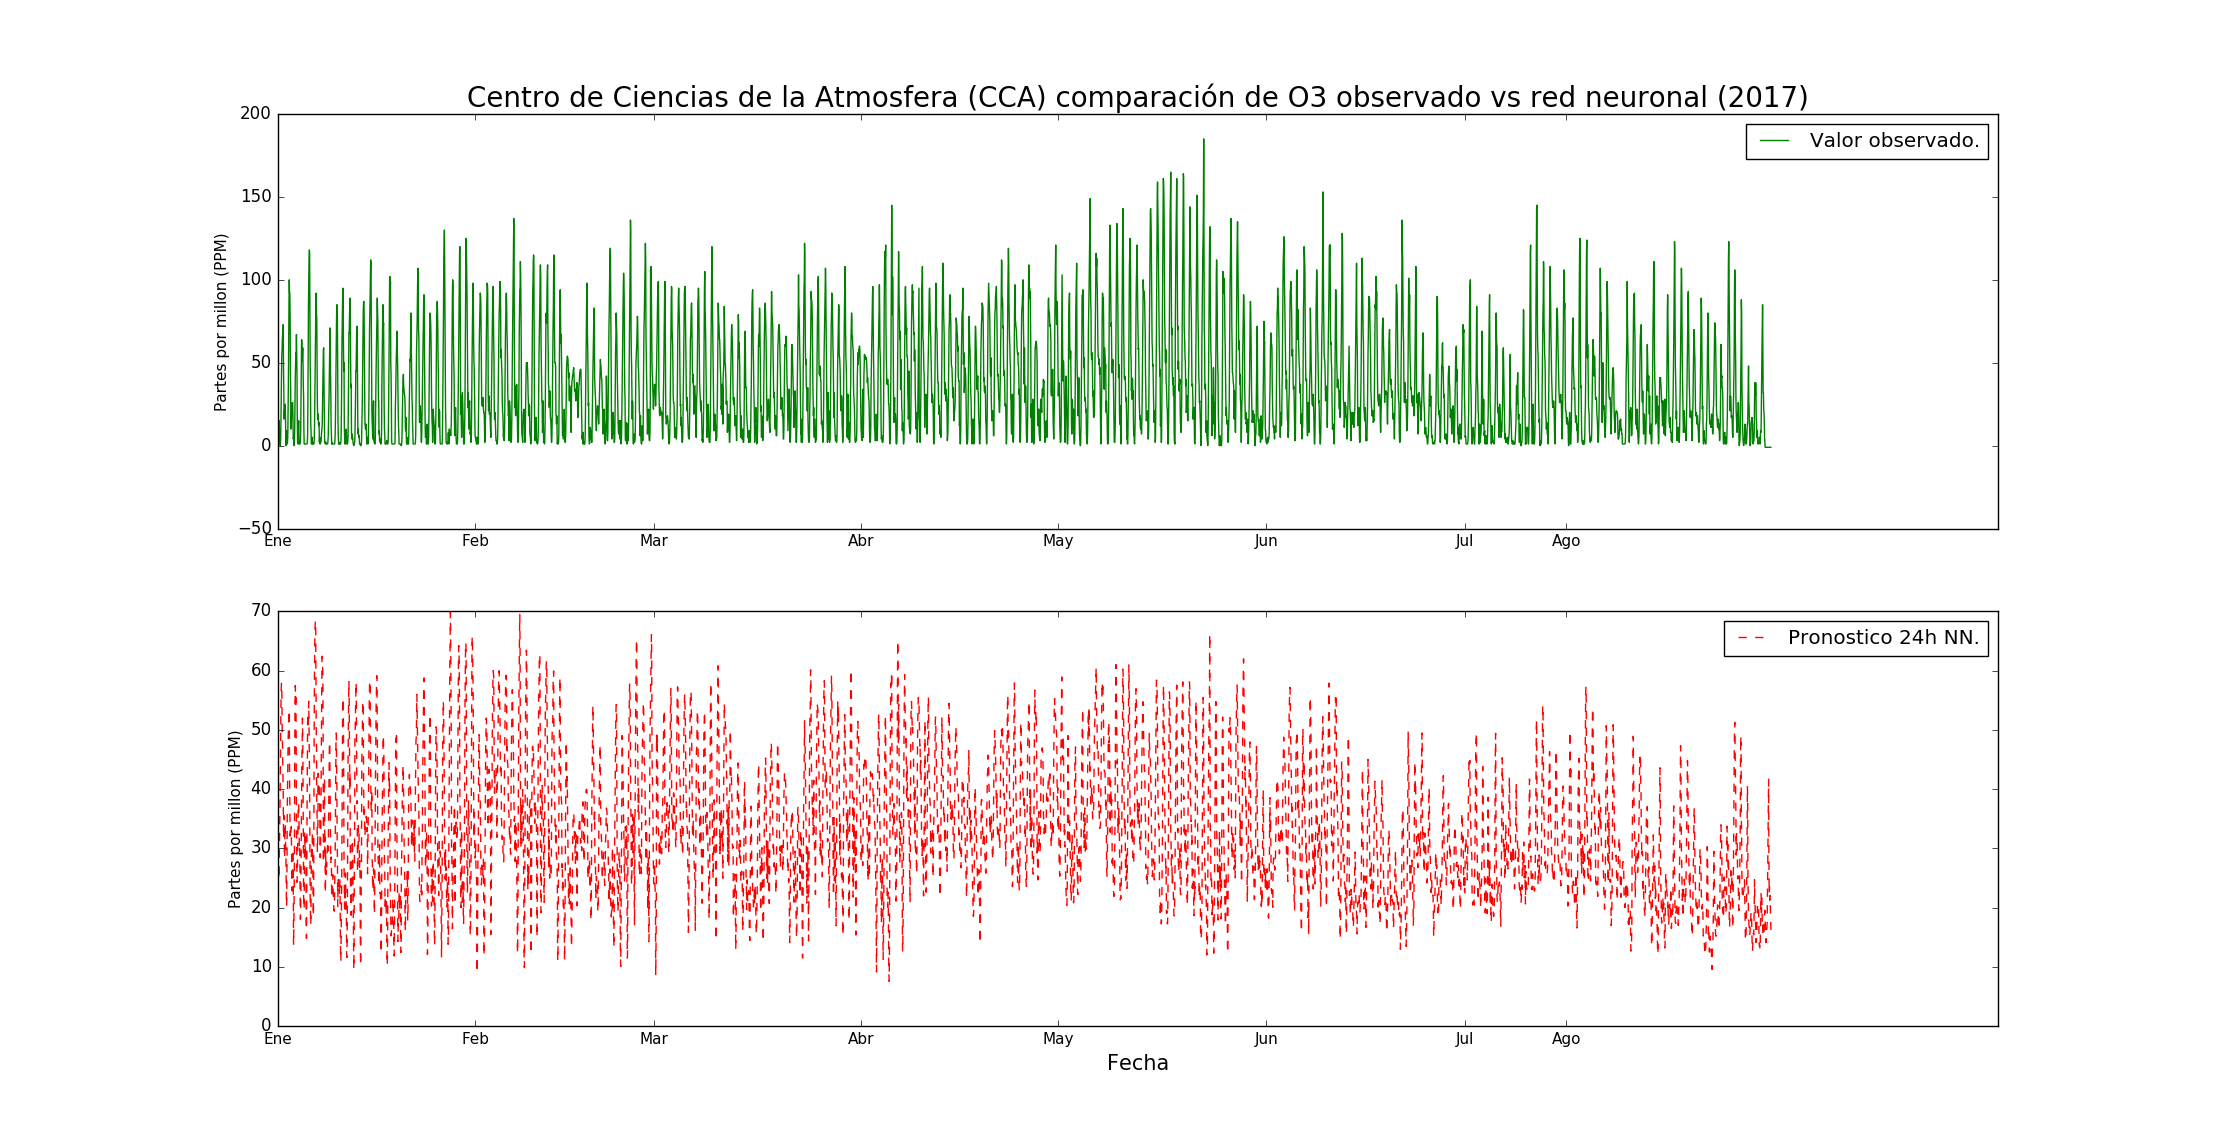 Centro de Ciencias de la Atmosfera (CCA) comparación de O3 observado vs red neuronal (2017)
200
150
100
50
0
−50
Partes por millon (PPM)
Valor observado.
Ene Feb Mar Abr May Jun Jul Ago
70
60
50
40
30
20
10
0
Partes por millon (PPM)
Pronostico 24h NN.
Ene Feb Mar Abr May Jun Jul Ago
Fecha